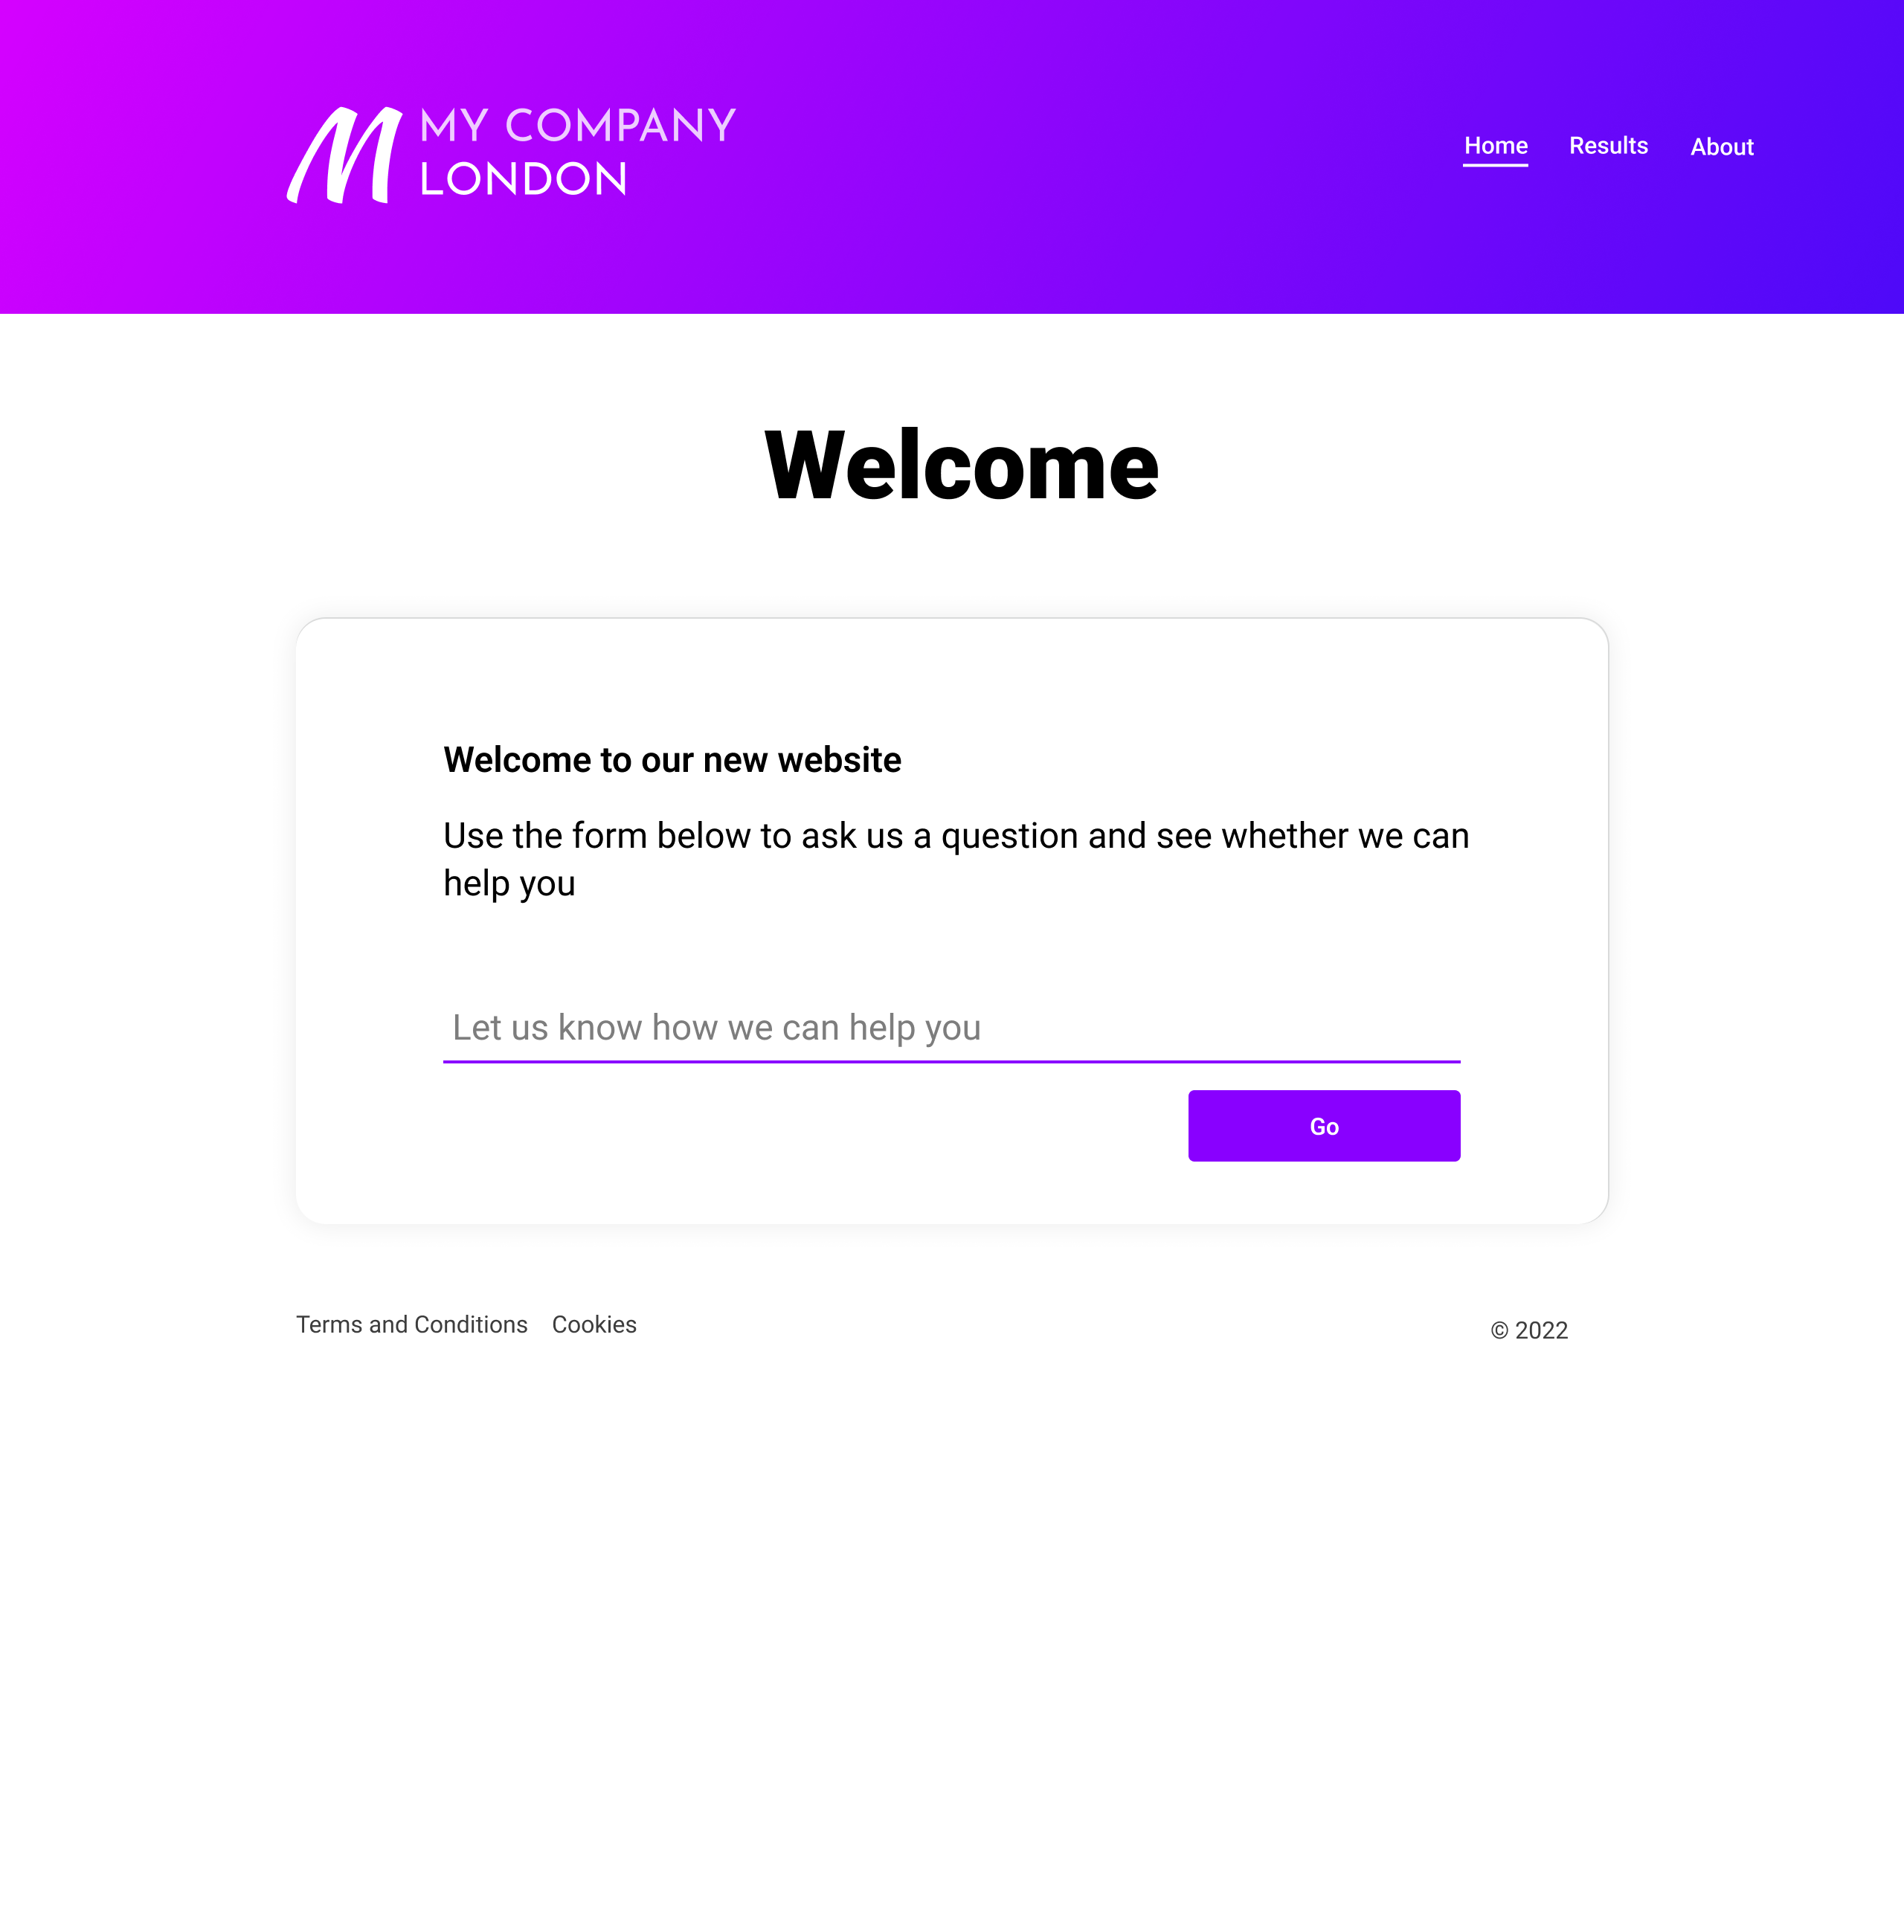 M MY COMPANY
LONDON
Home Results About
Welcome
Welcome to our new website
Use the form below to ask us a question and see whether we can
help you
Let us know how we can help you
Go
Terms and Conditions Cookies © 2022